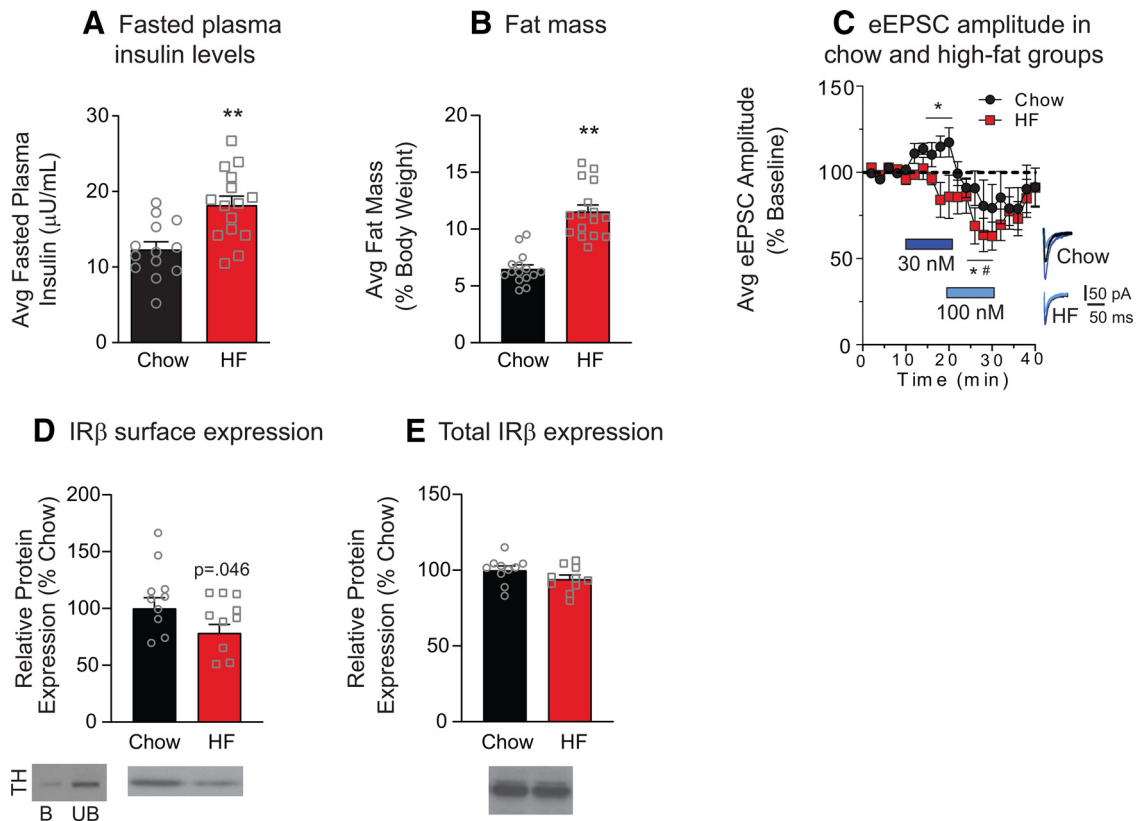 A Fasted plasma
insulin levels
Avg Fasted Plasma
Insulin (μU/mL)
30
20
10
0
**
Chow
HF
B Fat mass
Avg Fat Mass
(% Body Weight)
20
15
10
5
0
**
Chow
HF
C eEPSC amplitude in
chow and high-fat groups
Avg eEPSC Amplitude
(% Baseline)
150
100
50
0
*
Chow
HF
30 nM
* #
100 nM
Chow
HF
50 pA
50 ms
0 10 20 30 40
Time (min)
D IRβ surface expression
Relative Protein
Expression (% Chow)
200
150
100
50
0
p=.046
Chow
HF
TH
B UB
E Total IRβ expression
Relative Protein
Expression (% Chow)
150
100
50
0
Chow
HF